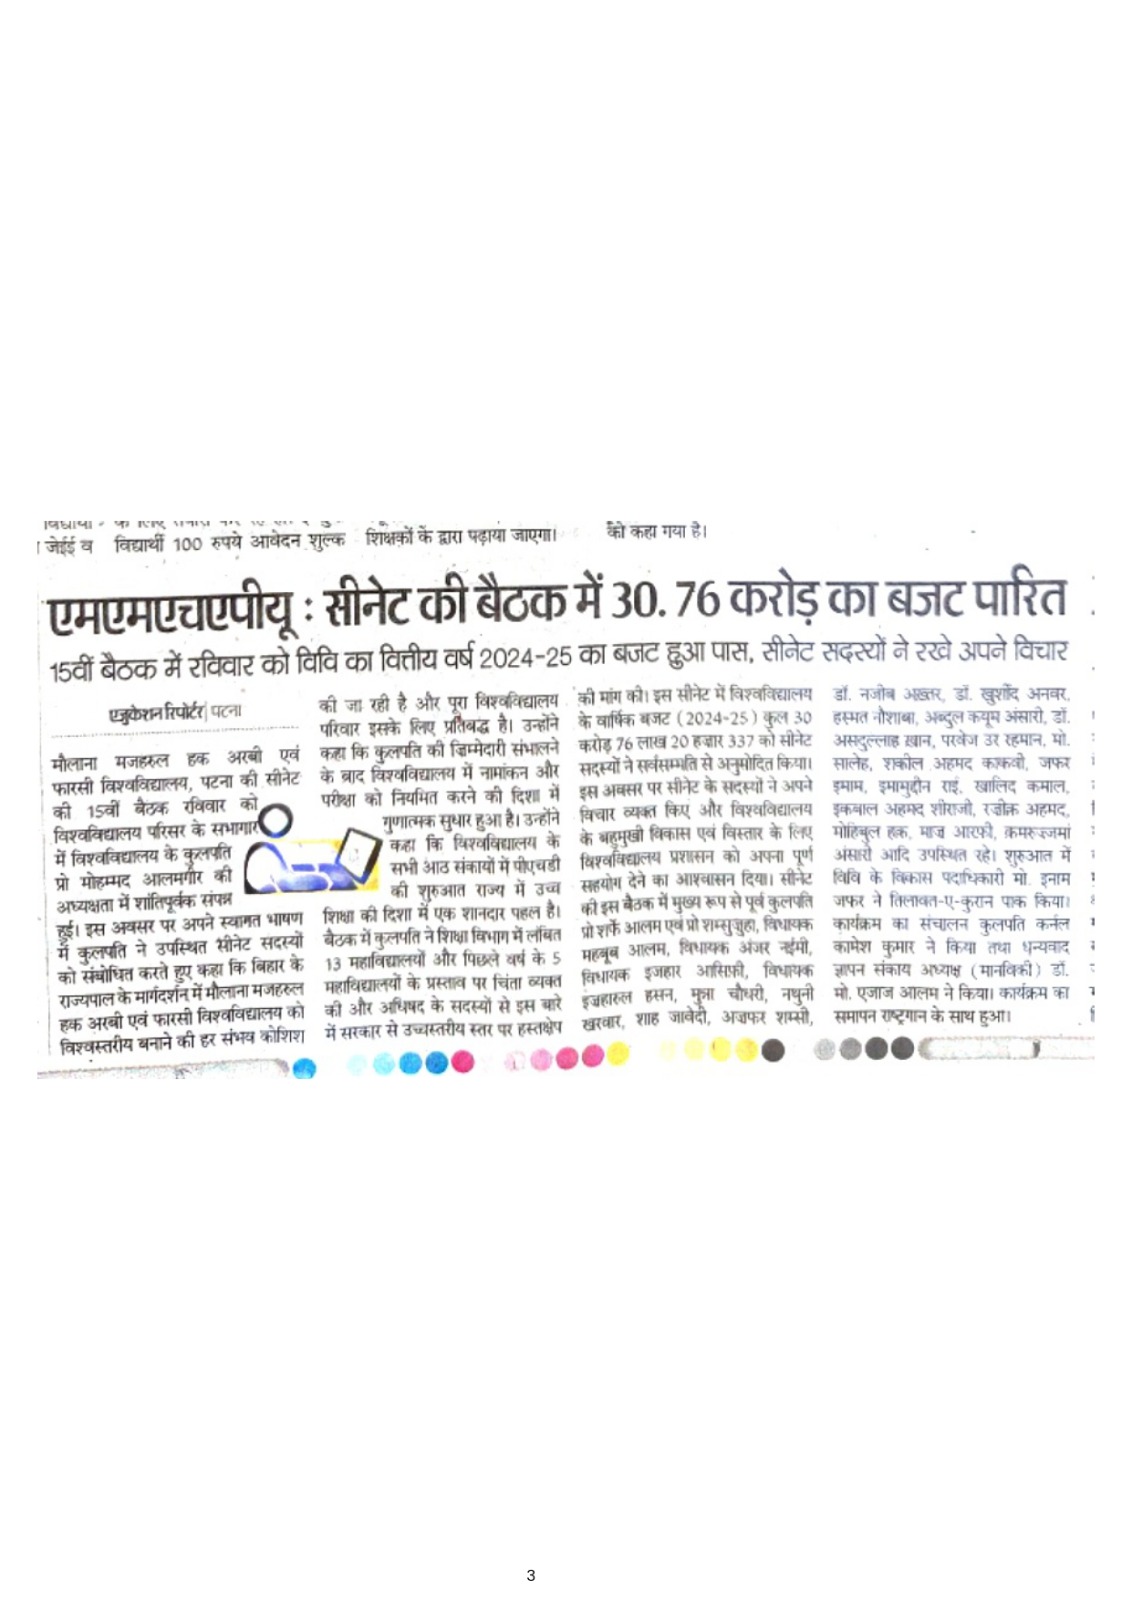 । जेईई व विद्यार्थी 100 रुपये आवेदन शुल्क शिक्षकों के द्वारा पढ़ाया जाएगा। को कहा गया है।
एमएमएचएपीयू : सीनेट की बैठक में 30.76 करोड़ का बजट पारित
15वीं बैठक में रविवार को विवि का वित्तीय वर्ष 2024-25 का बजट हुआ पास, सीनेट सदस्यों ने रखे अपने विचार
एजुकेशन रिपोर्टर| पटना
मौलाना मजहरुल हक अरबी एवं
फारसी विश्वविद्यालय, पटना की सीनेट
की 15वीं बैठक रविवार को
विश्वविद्यालय परिसर के सभागार
में विश्वविद्यालय के कुलपति
प्रो मोहम्मद आलमगीर की
अध्यक्षता में शांतिपूर्वक संपन्न
हुई। इस अवसर पर अपने स्वागत भाषण
में कुलपति ने उपस्थित सीनेट सदस्यों
को संबोधित करते हुए कहा कि बिहार के
राज्यपाल के मार्गदर्शन में मौलाना मजहरुल
हक अरबी एवं फारसी विश्वविद्यालय को
विश्वस्तरीय बनाने की हर संभव कोशिश
की जा रही है और पूरा विश्वविद्यालय
परिवार इसके लिए प्रतिबद्ध है। उन्होंने
कहा कि कुलपति की जिम्मेदारी संभालने
के बाद विश्वविद्यालय में नामांकन और
परीक्षा को नियमित करने की दिशा में
गुणात्मक सुधार हुआ है। उन्होंने
कहा कि विश्वविद्यालय के
सभी आठ संकायों में पीएचडी
की शुरुआत राज्य में उच्च
शिक्षा की दिशा में एक शानदार पहल है।
बैठक में कुलपति ने शिक्षा विभाग में लंबित
13 महाविद्यालयों और पिछले वर्ष के 5
महाविद्यालयों के प्रस्ताव पर चिंता व्यक्त
की और अधिषद के सदस्यों से इस बारे
में सरकार से उच्चस्तरीय स्तर पर हस्तक्षेप
की मांग की। इस सीनेट में विश्वविद्यालय
के वार्षिक बजट (2024-25) कुल 30
करोड़ 76 लाख 20 हजार 337 को सीनेट
सदस्यों ने सर्वसम्मति से अनुमोदित किया।
इस अवसर पर सीनेट के सदस्यों ने अपने
विचार व्यक्त किए और विश्वविद्यालय
के बहुमुखी विकास एवं विस्तार के लिए
विश्वविद्यालय प्रशासन को अपना पूर्ण
सहयोग देने का आश्वासन दिया। सीनेट
की इस बैठक में मुख्य रूप से पूर्व कुलपति
प्रो शर्फे आलम एवं प्रो शम्सुज़ुहा, विधायक
महबूब आलम, विधायक अंजर नईमी,
विधायक इजहार आसिफ़ी, विधायक
इज़हारुल हसन, मुन्ना चौधरी, नथुनी
खरवार, शाह जावेदी, अज़फर शम्सी,
डॉ. नजीब अख़्तर, डॉ. खुर्शीद अनवर,
हस्मत नौशाबा, अब्दुल कयूम अंसारी, डॉ.
असदुल्लाह ख़ान, परवेज उर रहमान, मो.
सालेह, शकील अहमद काकवी, जफर
इमाम, इमामुद्दीन राई, ख़ालिद कमाल,
इकबाल अहमद शीराजी, रज़ीक़ अहमद,
मोहिबुल हक़, माज आरफी, क़मरुज़्जमां
अंसारी आदि उपस्थित रहे। शुरुआत में
विवि के विकास पदाधिकारी मो. इनाम
जफर ने तिलावत-ए-कुरान पाक किया।
कार्यक्रम का संचालन कुलपति कर्नल
कामेश कुमार ने किया तथा धन्यवाद
ज्ञापन संकाय अध्यक्ष (मानविकी) डॉ.
मो. एजाज आलम ने किया। कार्यक्रम का
समापन राष्ट्रगान के साथ हुआ।
3